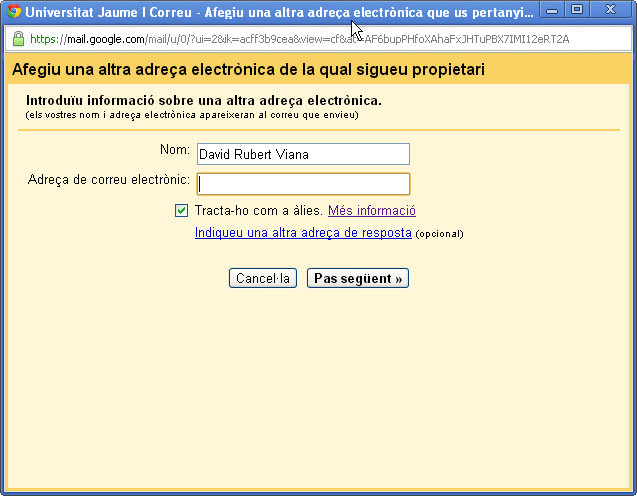 Universitat Jaume I Correu - Afegiu una altra adreça electrònica que us pertanyi...
https://mail.google.com/mail/u/0/?ui=2&ik=acff3b9cea&view=cf&at=AF6bupPHfoXAhaFxJHTuPBX7IMI12eRT2A
Afegiu una altra adreça electrònica de la qual sigueu propietari
Introduïu informació sobre una altra adreça electrònica.
(els vostres nom i adreça electrònica apareixeran al correu que envieu)
Nom: David Rubert Viana
Adreça de correu electrònic:
Tracta-ho com a àlies. Més informació
Indiqueu una altra adreça de resposta (opcional)
Cancel·la Pas següent »